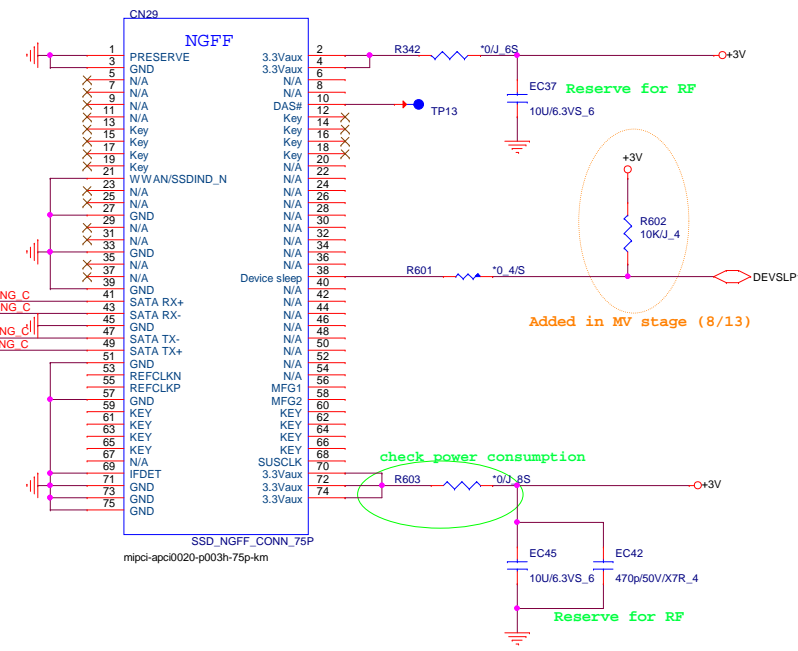 CN29
NGFF
1 PRESERVE 3.3Vaux 2
3 GND 3.3Vaux 4
5 N/A N/A 6
7 N/A N/A 8
9 N/A DAS# 10
11 N/A Key 12
13 Key Key 14
15 Key Key 16
17 Key Key 18
19 Key N/A 20
21 WWAN/SSDIND_N N/A 22
23 N/A N/A 24
25 N/A N/A 26
27 GND N/A 28
29 N/A N/A 30
31 N/A N/A 32
33 GND N/A 34
35 N/A N/A 36
37 N/A Device sleep 38
39 GND N/A 40
41 SATA RX+ N/A 42
43 SATA RX- N/A 44
45 GND N/A 46
47 SATA TX- N/A 48
49 SATA TX+ N/A 50
51 GND N/A 52
53 REFCLKN N/A 54
55 REFCLKP MFG1 56
57 GND MFG2 58
59 KEY KEY 60
61 KEY KEY 62
63 KEY KEY 64
65 KEY KEY 66
67 N/A SUSCLK 68
69 IFDET 3.3Vaux 70
71 GND 3.3Vaux 72
73 GND 3.3Vaux 74
75 GND
NG_C
NG_C
NG_C
NG_C
SSD_NGFF_CONN_75P
mipci-apci0020-p003h-75p-km
R342 *0/J_6S +3V
EC37
10U/6.3VS_6
Reserve for RF
TP13
+3V
R602
10K/J_4
R601 *0_4/S DEVSLP
Added in MV stage (8/13)
check power consumption
R603 *0/J_8S +3V
EC45
10U/6.3VS_6
EC42
470p/50V/X7R_4
Reserve for RF